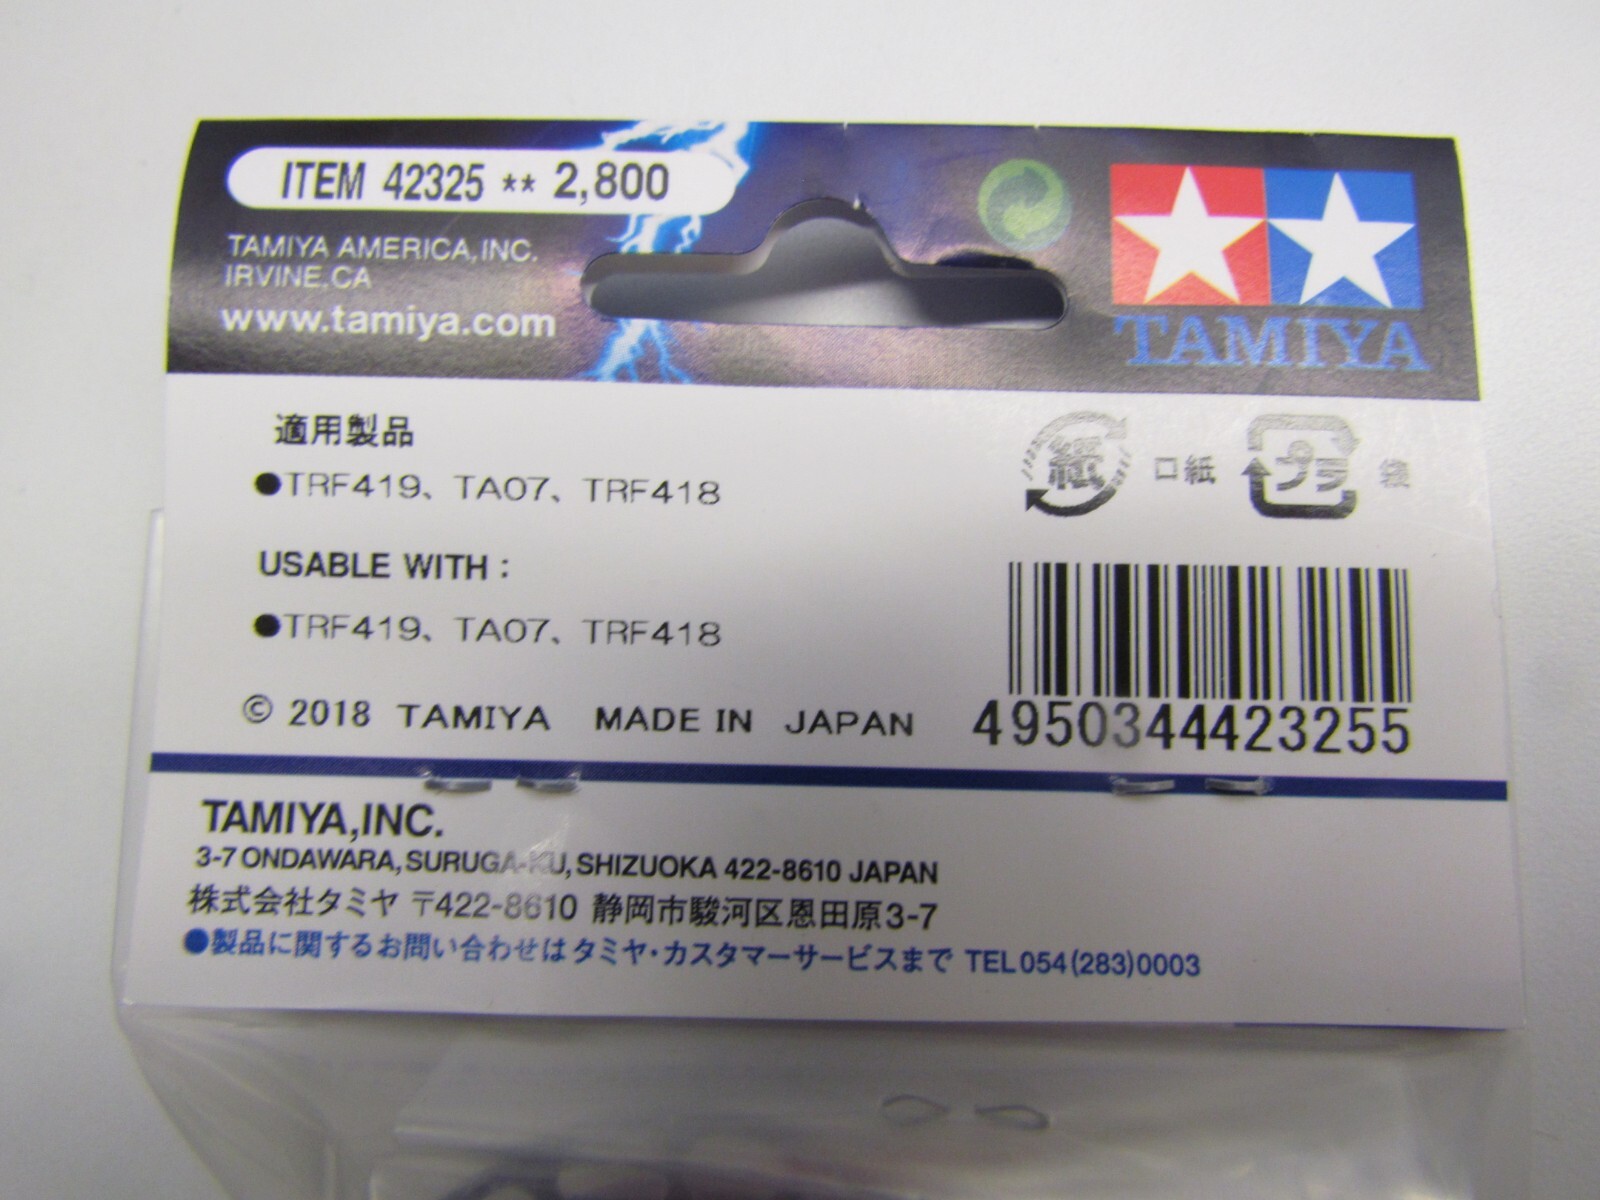 ITEM 42325 ** 2,800
TAMIYA AMERICA, INC.
IRVINE, CA
www.tamiya.com
TAMIYA
適用製品
●TRF419、TA07、TRF418
紙 口紙 プラ 袋
USABLE WITH :
●TRF419、TA07、TRF418
© 2018 TAMIYA MADE IN JAPAN
4950344423255
TAMIYA,INC.
3-7 ONDAWARA, SURUGA-KU, SHIZUOKA 422-8610 JAPAN
株式会社タミヤ 〒422-8610 静岡市駿河区恩田原3-7
●製品に関するお問い合わせはタミヤ・カスタマーサービスまで TEL 054(283)0003